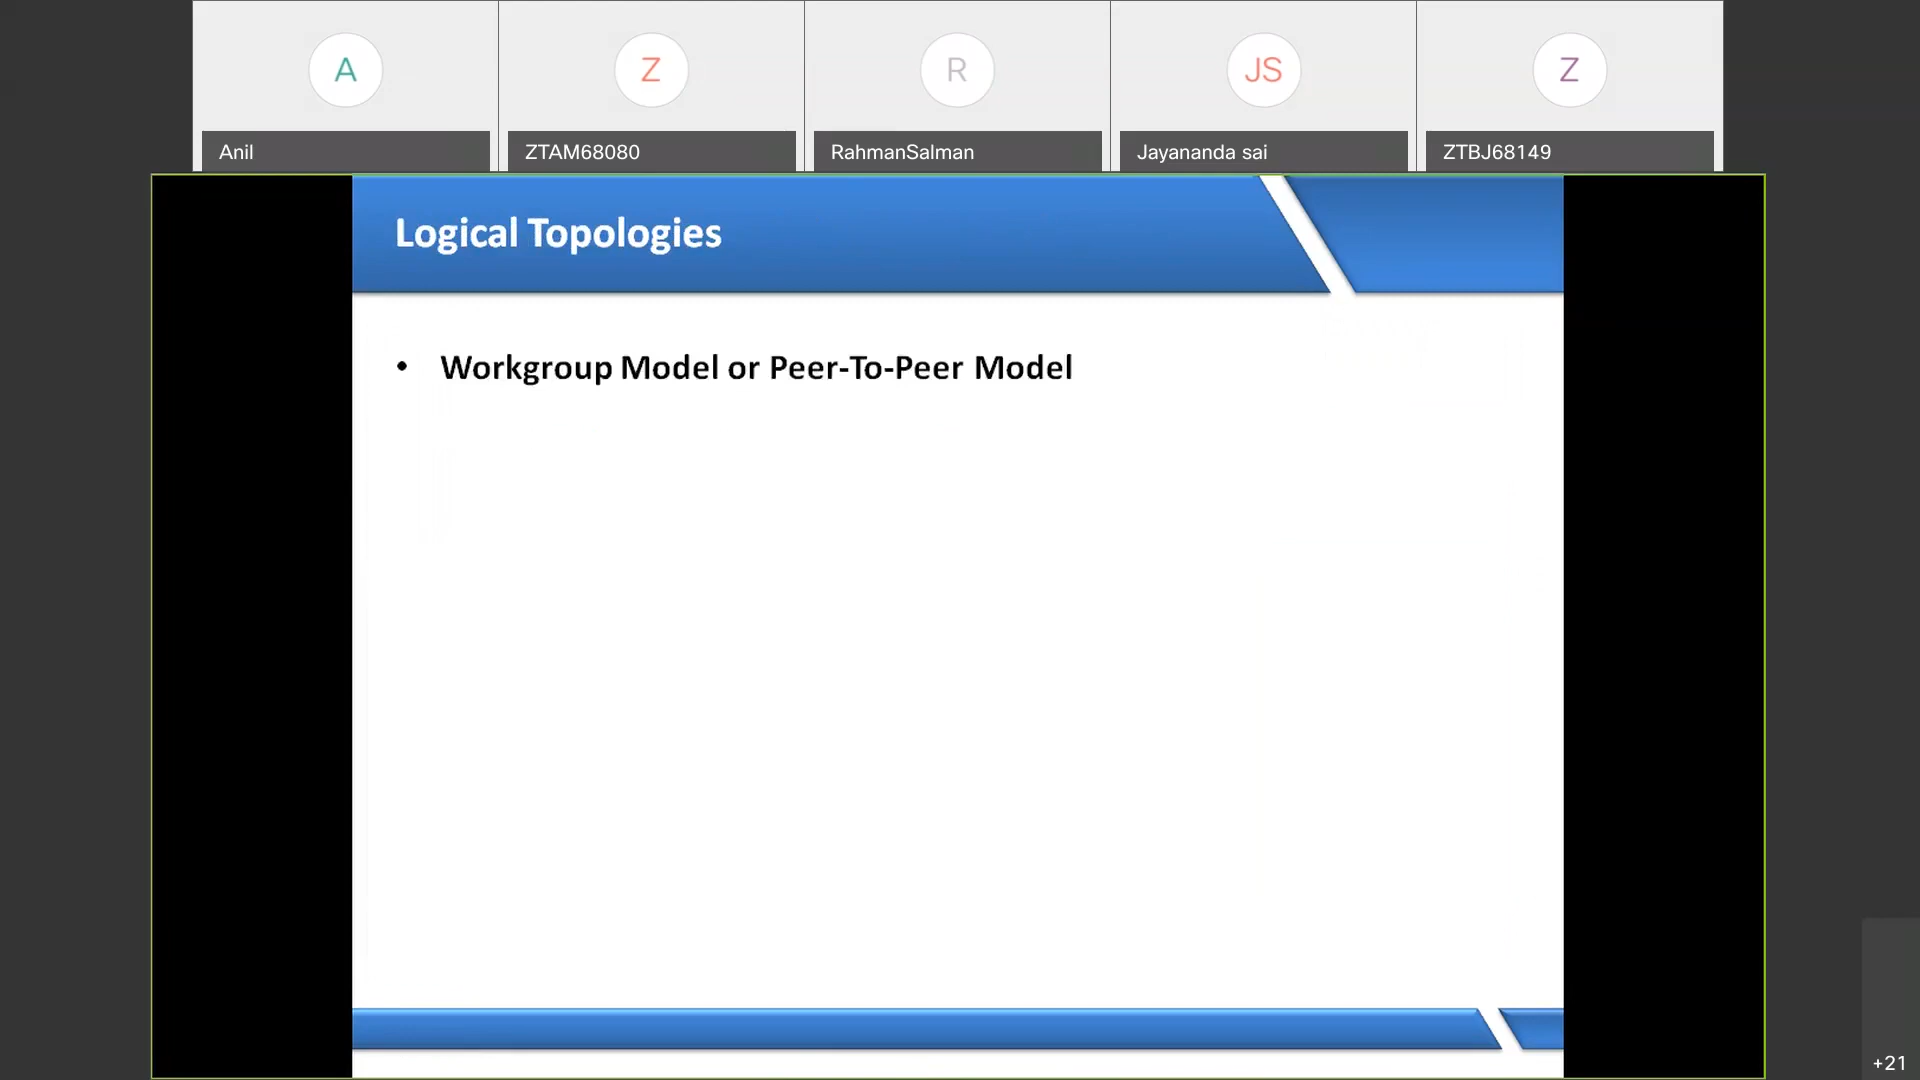 A
Z
R
JS
Z
Anil
ZTAM68080
RahmanSalman
Jayananda sai
ZTBJ68149
Logical Topologies
• Workgroup Model or Peer-To-Peer Model
+21